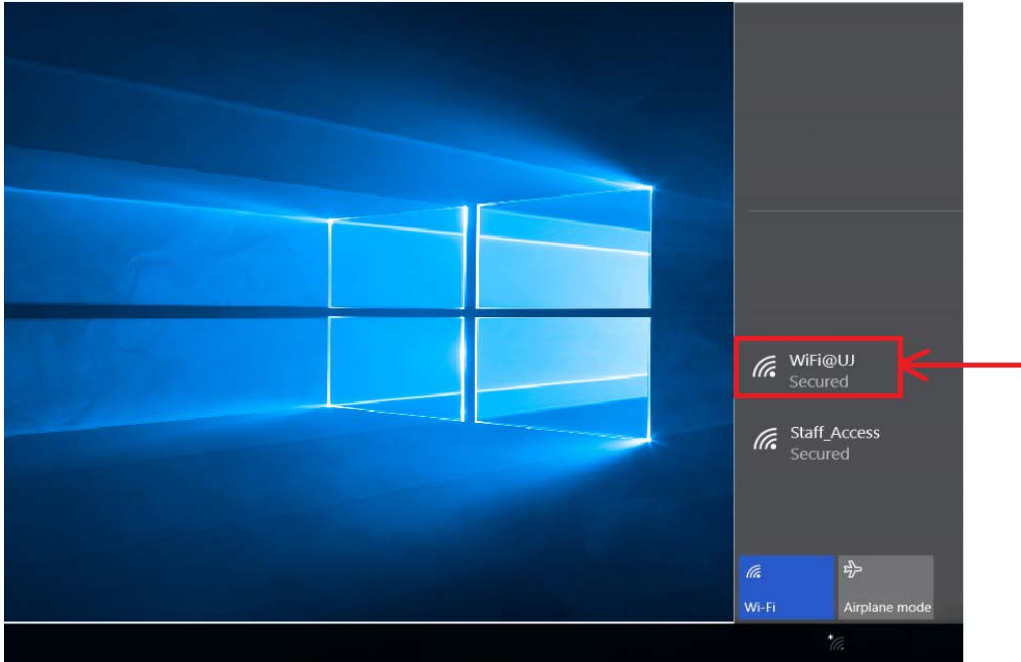 WiFi@UJ
Secured
Staff_Access
Secured
Wi-Fi
Airplane mode